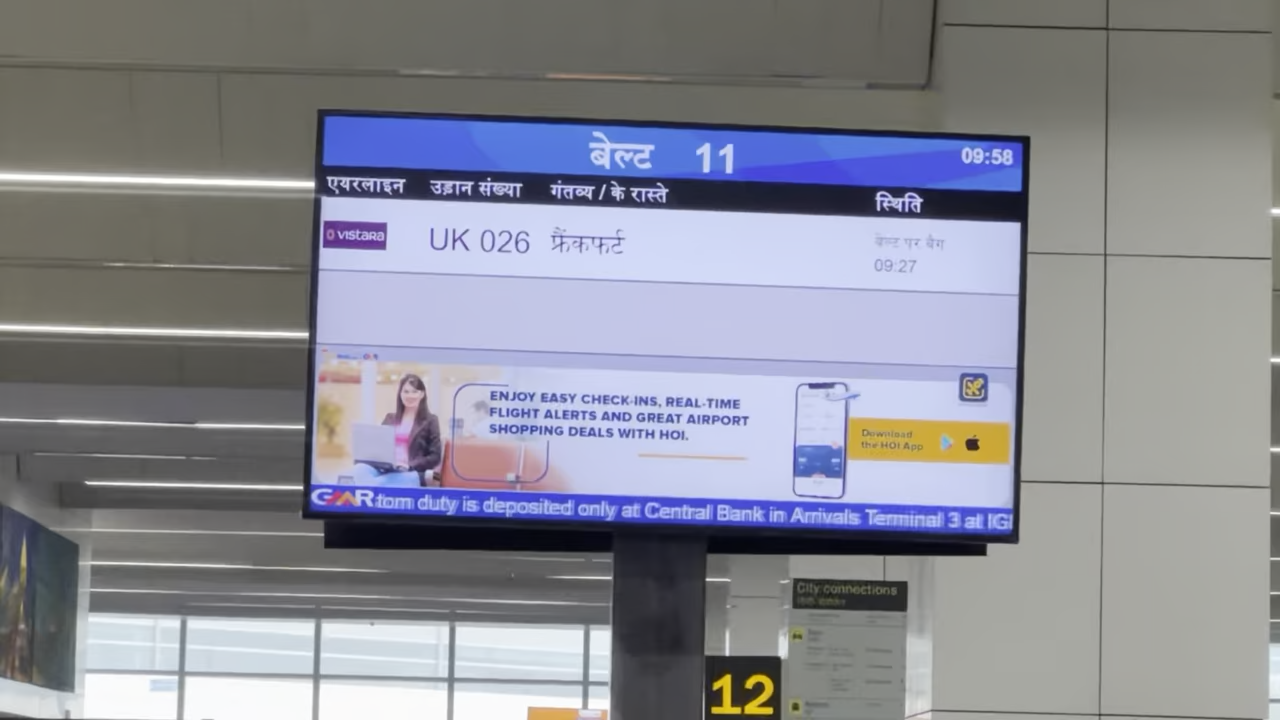 बेल्ट 11
09:58
एयरलाइन उड़ान संख्या गंतव्य / के रास्ते स्थिति
VISTARA UK 026 फ्रैंकफर्ट बेल्ट पर बैग
09:27
ENJOY EASY CHECK-INS, REAL-TIME
FLIGHT ALERTS AND GREAT AIRPORT
SHOPPING DEALS WITH HOI.
Download
the HOI App
GMR tom duty is deposited only at Central Bank in Arrivals Terminal 3 at IGI
City connections
12